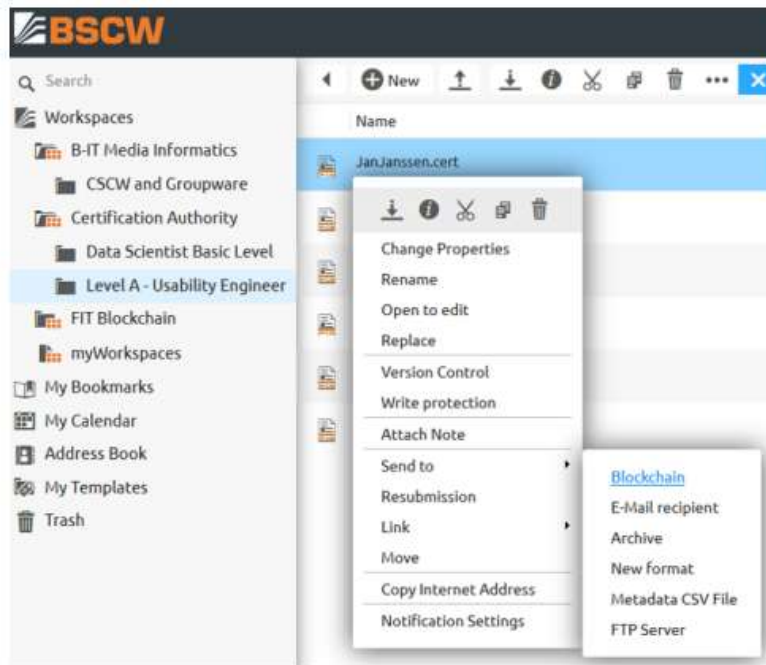 BSCW
Search
Workspaces
B-IT Media Informatics
CSCW and Groupware
Certification Authority
Data Scientist Basic Level
Level A - Usability Engineer
FIT Blockchain
myWorkspaces
My Bookmarks
My Calendar
Address Book
My Templates
Trash
New
Name
JanJanssen.cert
Change Properties
Rename
Open to edit
Replace
Version Control
Write protection
Attach Note
Send to
Resubmission
Link
Move
Copy Internet Address
Notification Settings
Blockchain
E-Mail recipient
Archive
New format
Metadata CSV File
FTP Server